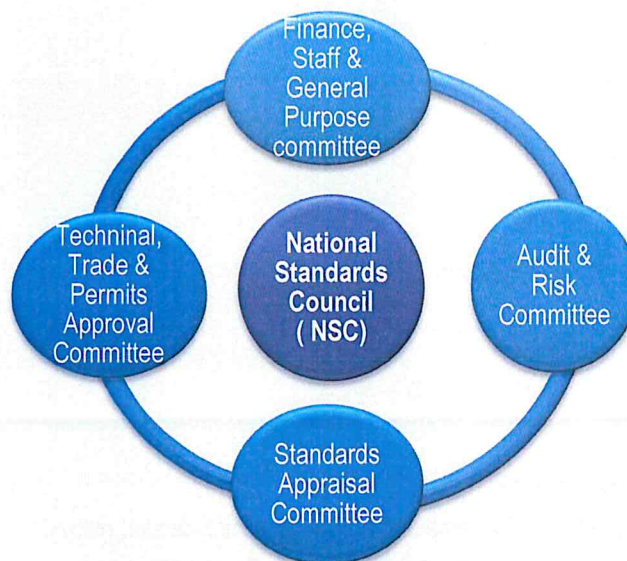 Finance,
Staff &
General
Purpose
committee
Techninal,
Trade &
Permits
Approval
Committee
National
Standards
Council
( NSC)
Audit &
Risk
Committee
Standards
Appraisal
Committee